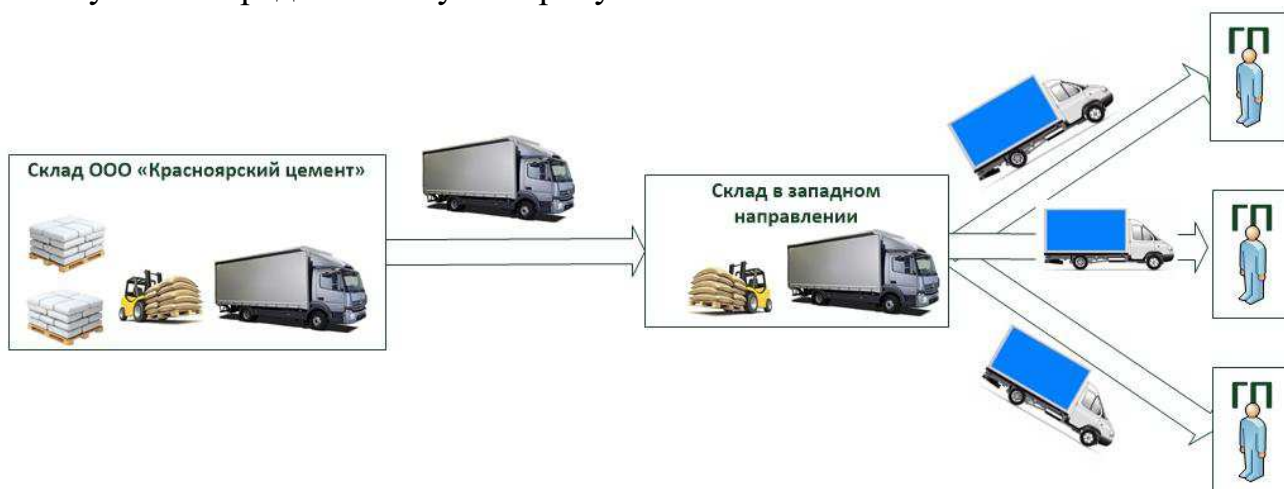 Склад ООО «Красноярский цемент»
Склад в западном
направлении
ГП
ГП
ГП